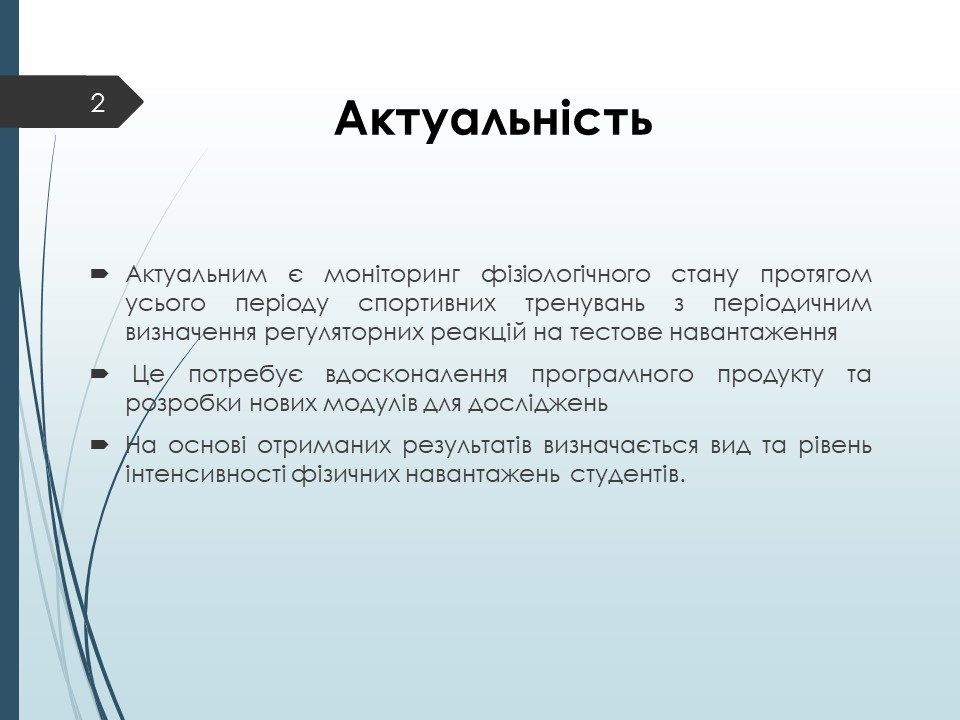 2
Актуальність
Актуальним є моніторинг фізіологічного стану протягом
усього періоду спортивних тренувань з періодичним
визначення регуляторних реакцій на тестове навантаження
Це потребує вдосконалення програмного продукту та
розробки нових модулів для досліджень
На основі отриманих результатів визначається вид та рівень
інтенсивності фізичних навантажень студентів.